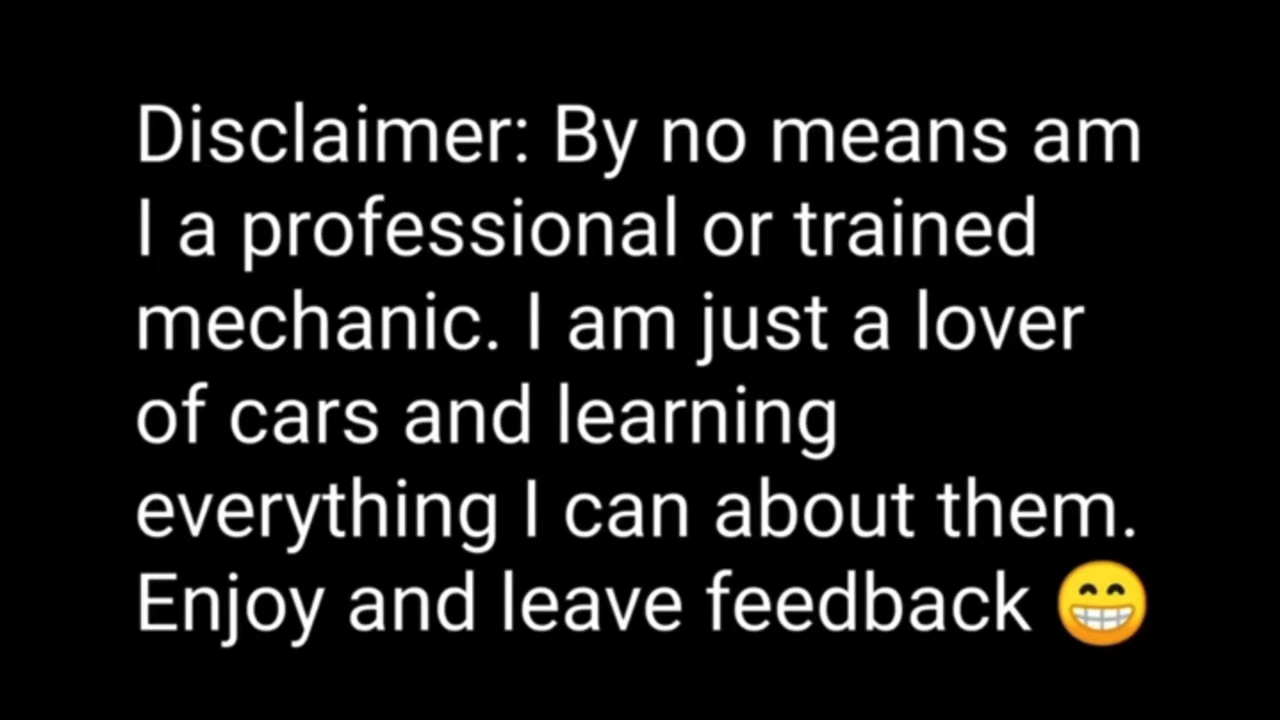 Disclaimer: By no means am
I a professional or trained
mechanic. I am just a lover
of cars and learning
everything I can about them.
Enjoy and leave feedback 😁